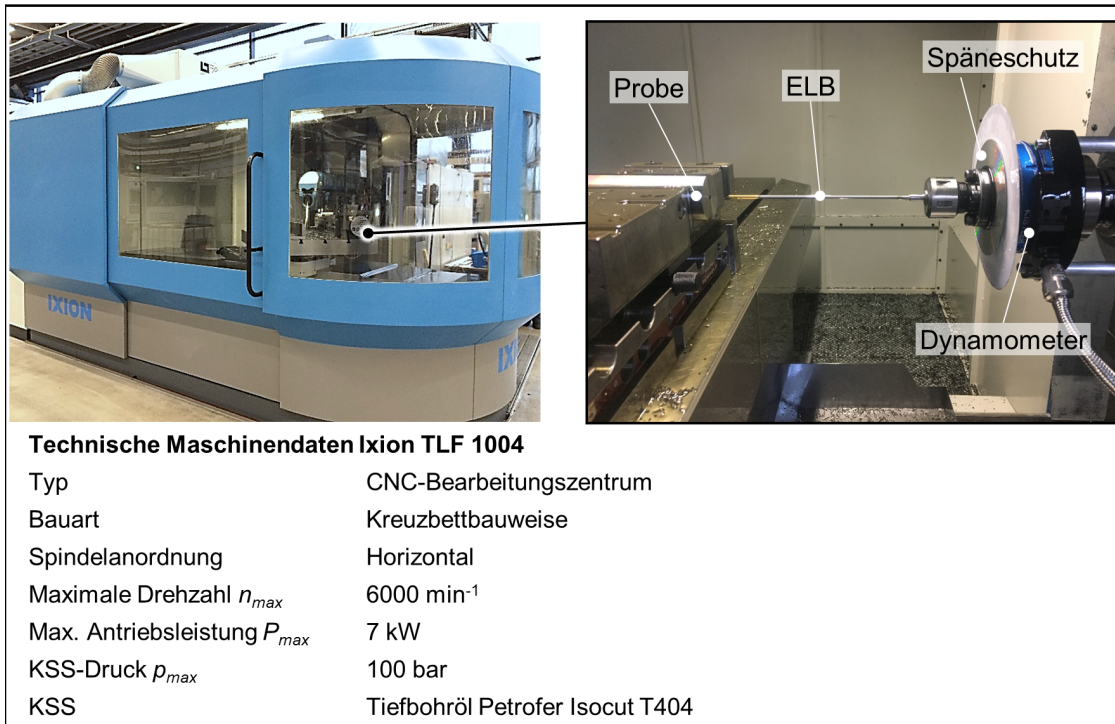 Späneschutz
Probe
ELB
Dynamometer
IXION
IXI
Technische Maschinendaten Ixion TLF 1004
Typ CNC-Bearbeitungszentrum
Bauart Kreuzbettbauweise
Spindelanordnung Horizontal
Maximale Drehzahl n_max 6000 min⁻¹
Max. Antriebsleistung P_max 7 kW
KSS-Druck p_max 100 bar
KSS Tiefbohröl Petrofer Isocut T404